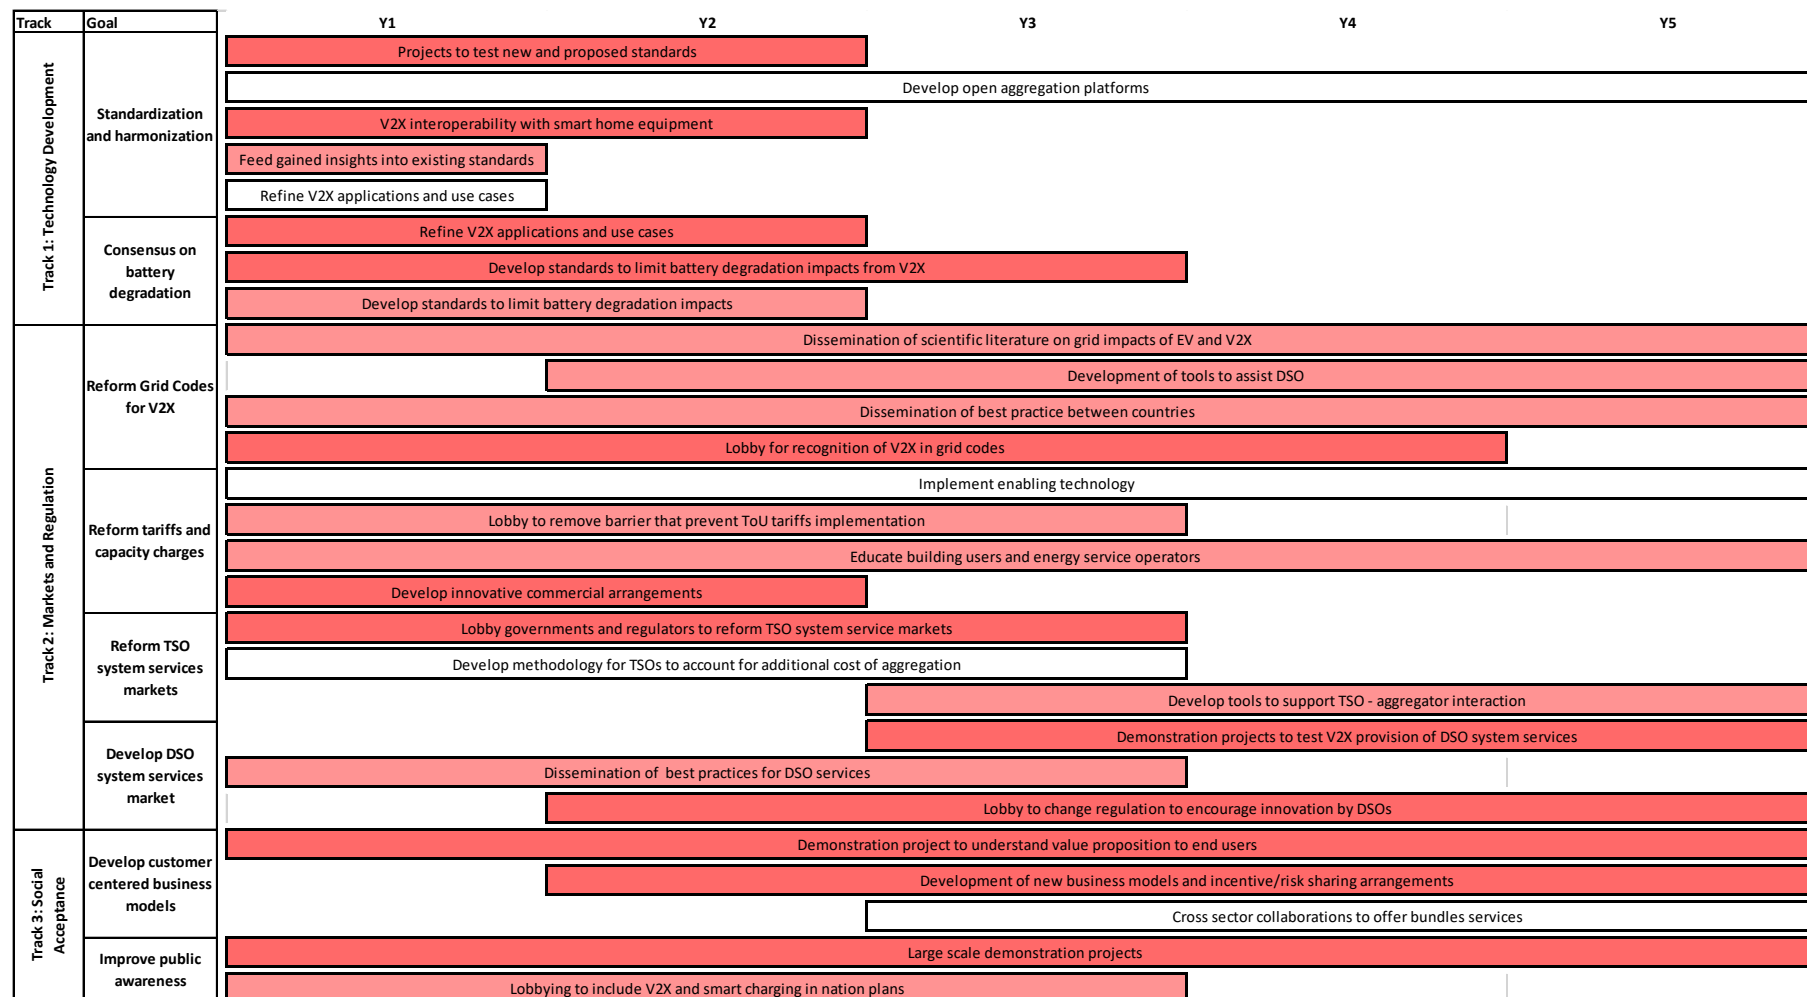 Track Goal Y1 Y2 Y3 Y4 Y5
Track 1: Technology Development
Standardization
and harmonization
Projects to test new and proposed standards
Develop open aggregation platforms
V2X interoperability with smart home equipment
Feed gained insights into existing standards
Refine V2X applications and use cases
Consensus on
battery
degradation
Refine V2X applications and use cases
Develop standards to limit battery degradation impacts from V2X
Develop standards to limit battery degradation impacts
Track 2: Markets and Regulation
Reform Grid Codes
for V2X
Dissemination of scientific literature on grid impacts of EV and V2X
Development of tools to assist DSO
Dissemination of best practice between countries
Lobby for recognition of V2X in grid codes
Reform tariffs and
capacity charges
Implement enabling technology
Lobby to remove barrier that prevent ToU tariffs implementation
Educate building users and energy service operators
Develop innovative commercial arrangements
Reform TSO
system services
markets
Lobby governments and regulators to reform TSO system service markets
Develop methodology for TSOs to account for additional cost of aggregation
Develop tools to support TSO - aggregator interaction
Develop DSO
system services
market
Demonstration projects to test V2X provision of DSO system services
Dissemination of best practices for DSO services
Lobby to change regulation to encourage innovation by DSOs
Track 3: Social
Acceptance
Develop customer
centered business
models
Demonstration project to understand value proposition to end users
Development of new business models and incentive/risk sharing arrangements
Cross sector collaborations to offer bundles services
Improve public
awareness
Large scale demonstration projects
Lobbying to include V2X and smart charging in nation plans